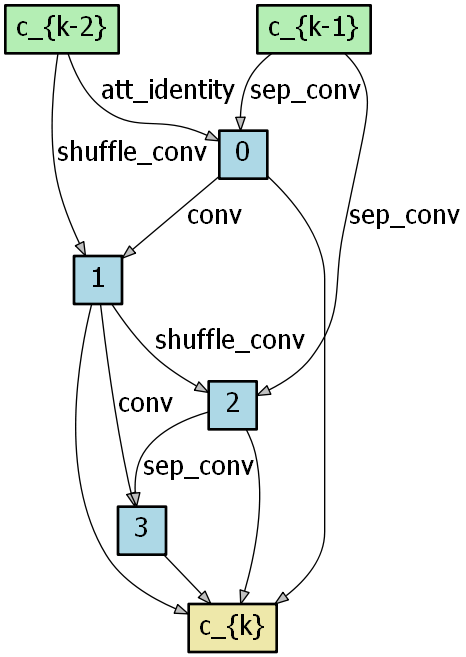 c_{k-2}
c_{k-1}
att_identity
sep_conv
shuffle_conv
0
conv
sep_conv
1
shuffle_conv
conv
2
sep_conv
3
c_{k}